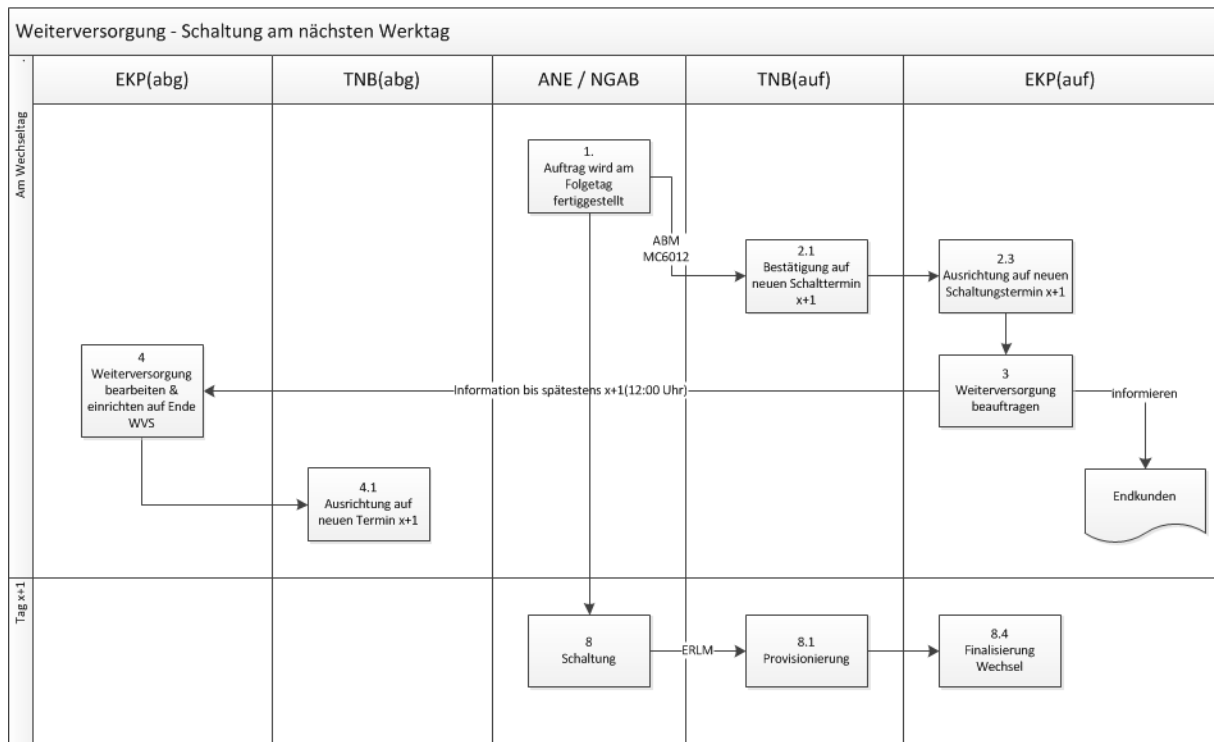 Weiterversorgung - Schaltung am nächsten Werktag
EKP(abg)
TNB(abg)
ANE / NGAB
TNB(auf)
EKP(auf)
Am Wechseltag
1.
Auftrag wird am
Folgetag
fertiggestellt
ABM
MC6012
2.1
Bestätigung auf
neuen Schalttermin
x+1
2.3
Ausrichtung auf neuen
Schaltungstermin x+1
4
Weiterversorgung
bearbeiten &
einrichten auf Ende
WVS
Information bis spätestens x+1(12:00 Uhr)
3
Weiterversorgung
beauftragen
informieren
4.1
Ausrichtung auf
neuen Termin x+1
Endkunden
Tag x+1
8
Schaltung
ERLM
8.1
Provisionierung
8.4
Finalisierung
Wechsel